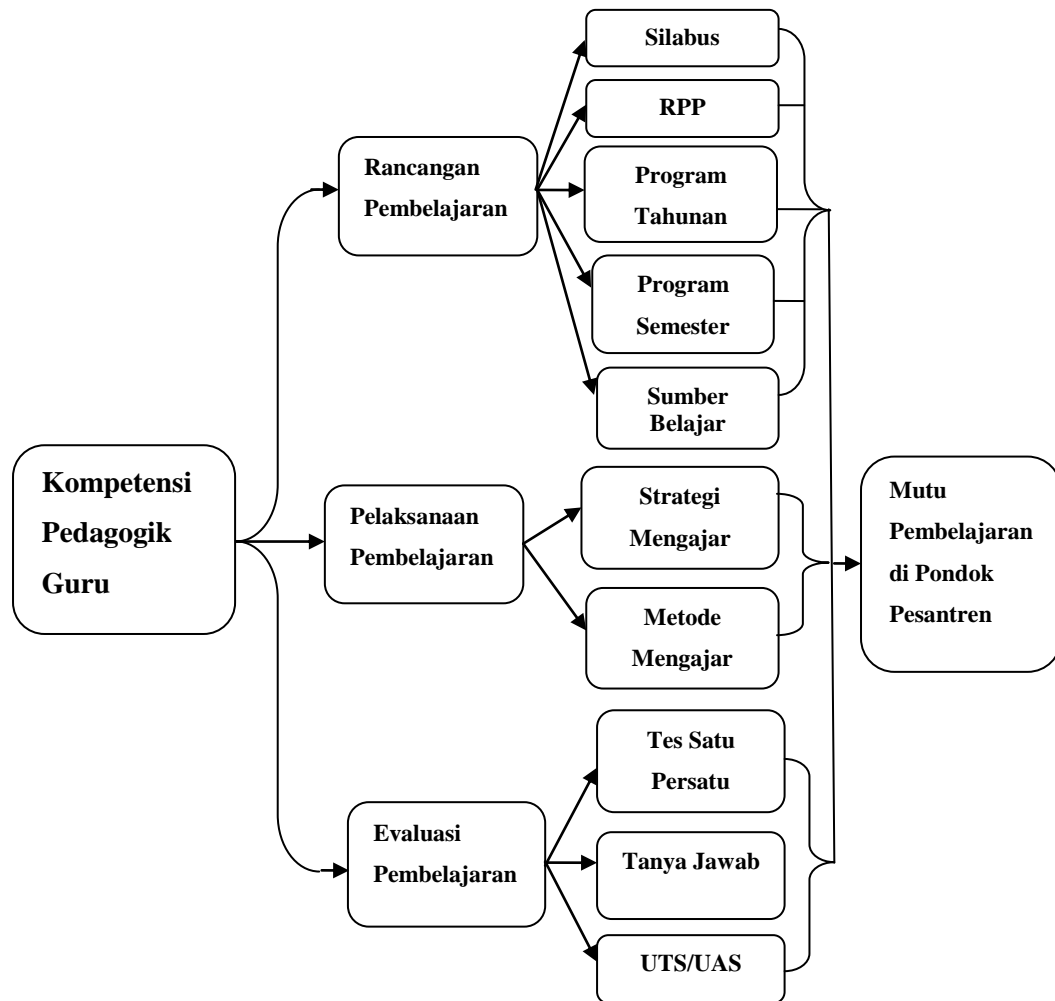 Kompetensi
Pedagogik
Guru
Rancangan
Pembelajaran
Silabus
RPP
Program
Tahunan
Program
Semester
Sumber
Belajar
Pelaksanaan
Pembelajaran
Strategi
Mengajar
Metode
Mengajar
Evaluasi
Pembelajaran
Tes Satu
Persatu
Tanya Jawab
UTS/UAS
Mutu
Pembelajaran
di Pondok
Pesantren